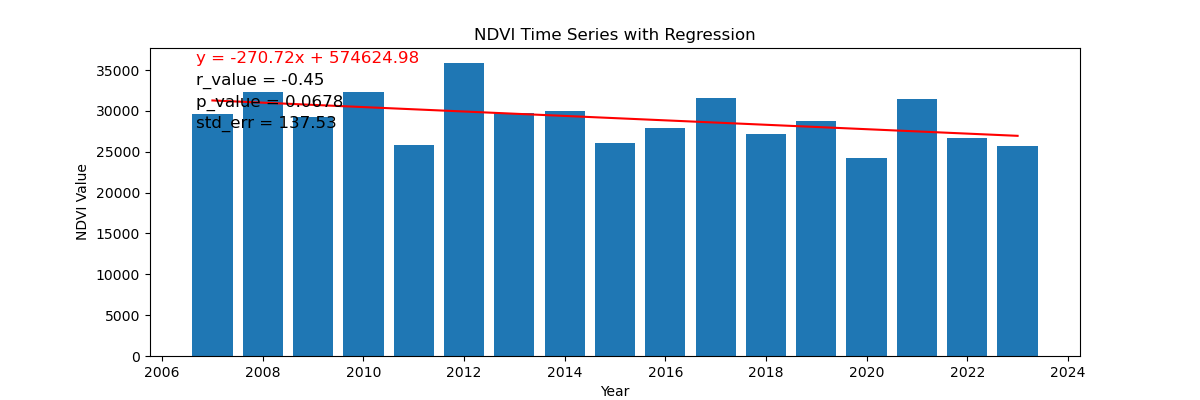 NDVI Time Series with Regression
y = -270.72x + 574624.98
r_value = -0.45
p_value = 0.0678
std_err = 137.53
NDVI Value
35000
30000
25000
20000
15000
10000
5000
0
2006 2008 2010 2012 2014 2016 2018 2020 2022 2024
Year